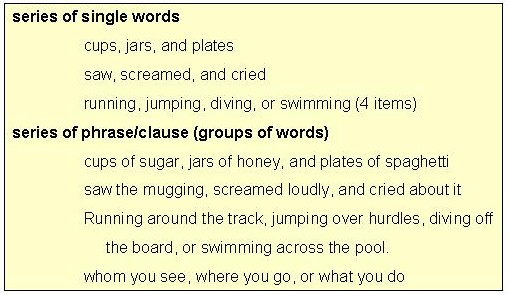 series of single words
cups, jars, and plates
saw, screamed, and cried
running, jumping, diving, or swimming (4 items)
series of phrase/clause (groups of words)
cups of sugar, jars of honey, and plates of spaghetti
saw the mugging, screamed loudly, and cried about it
Running around the track, jumping over hurdles, diving off
the board, or swimming across the pool.
whom you see, where you go, or what you do